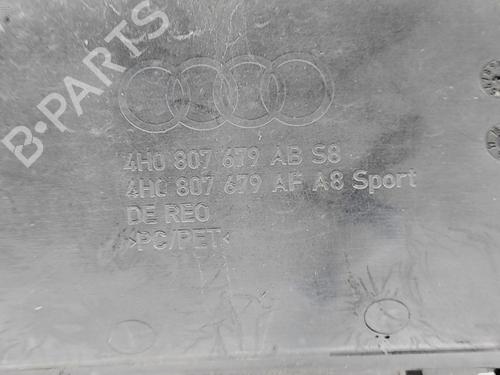 B-PARTS
4H0 807 679 AB S8
4H0 807 679 AF A8 Sport
DE REO
>PC/PET<